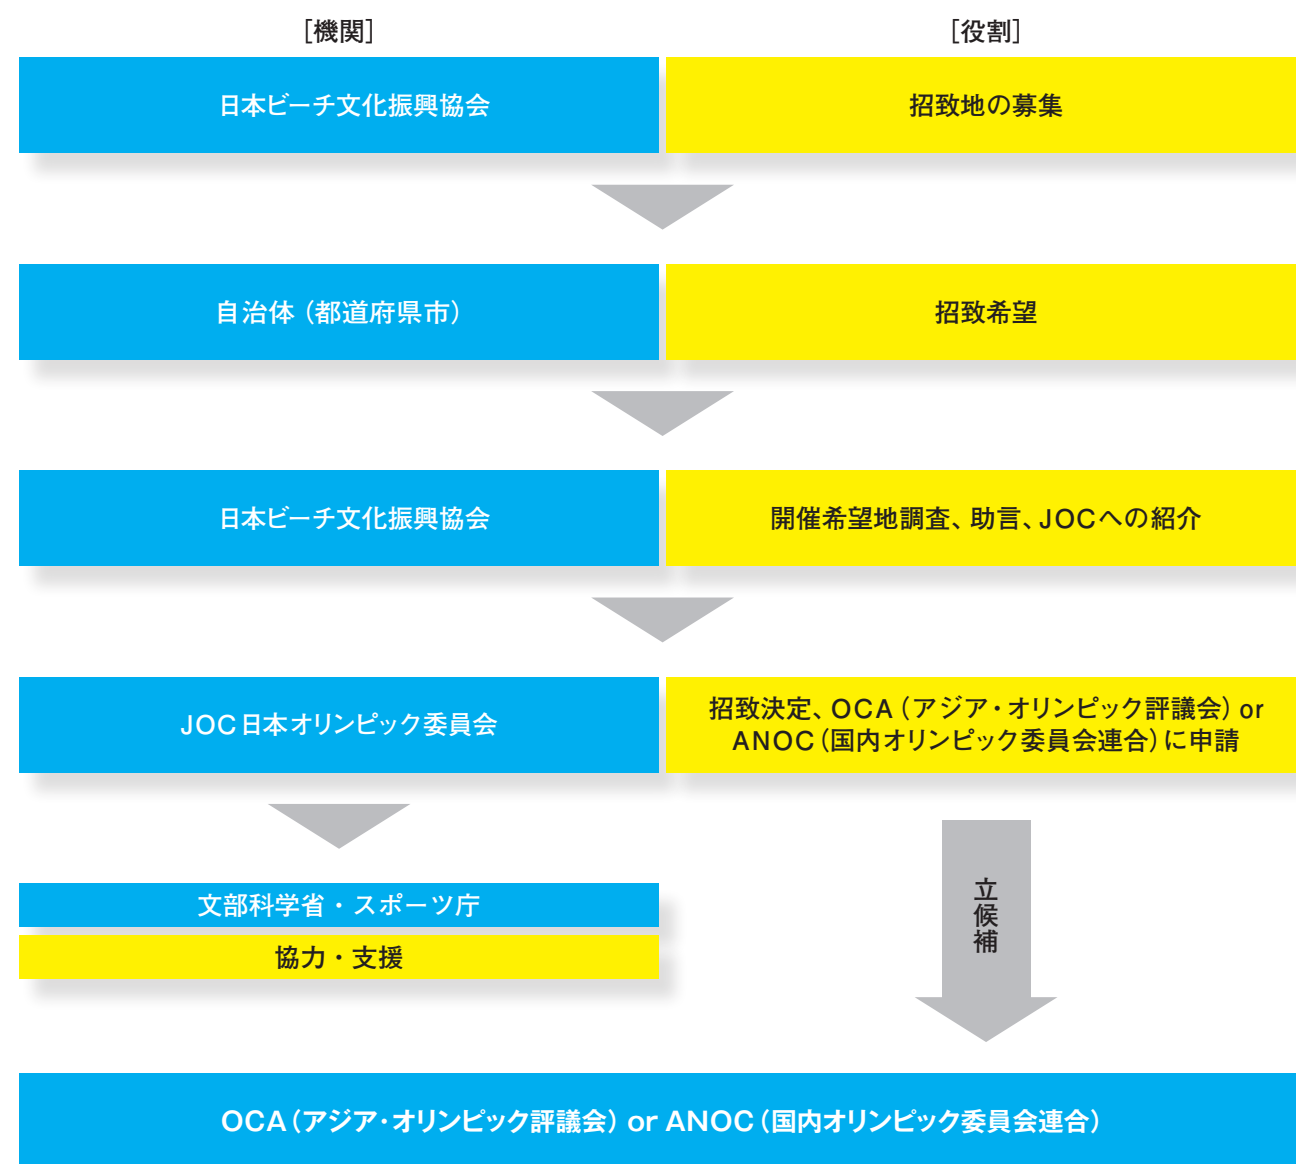 [機関]
[役割]
日本ビーチ文化振興協会
招致地の募集
自治体（都道府県市）
招致希望
日本ビーチ文化振興協会
開催希望地調査、助言、JOCへの紹介
JOC日本オリンピック委員会
招致決定、OCA（アジア・オリンピック評議会）or
ANOC（国内オリンピック委員会連合）に申請
文部科学省・スポーツ庁
協力・支援
立候補
OCA（アジア・オリンピック評議会）or ANOC（国内オリンピック委員会連合）